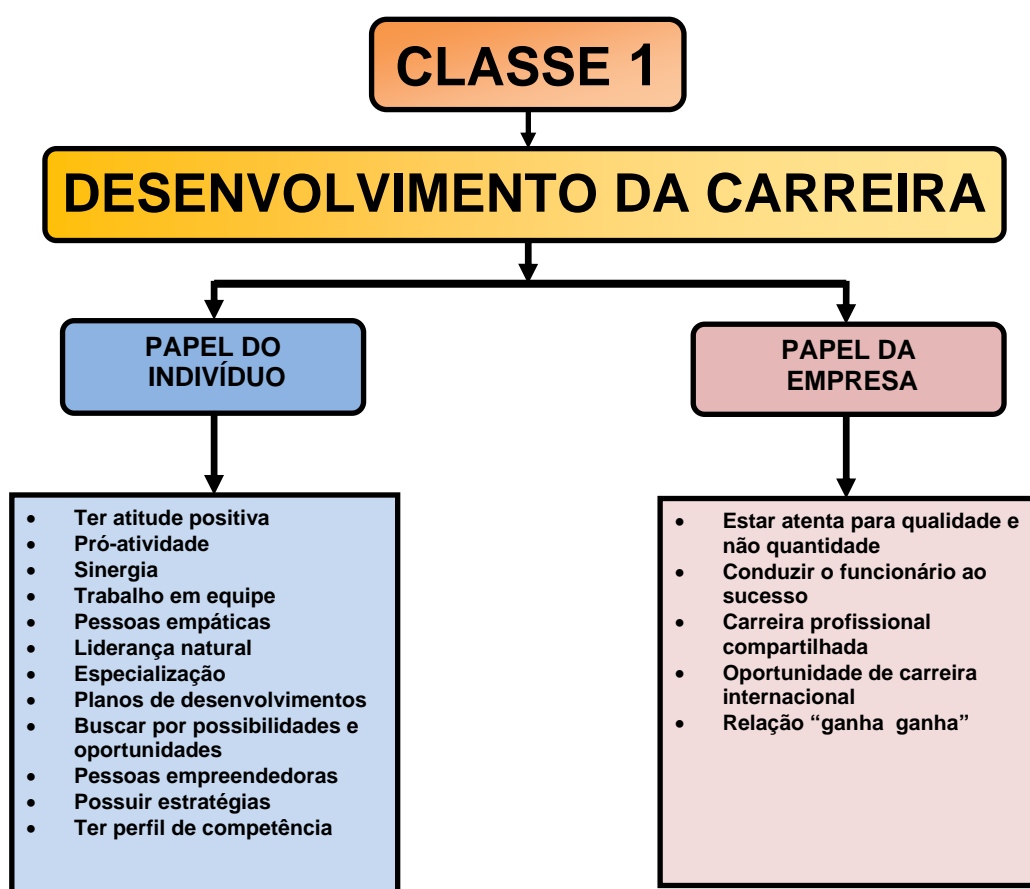 CLASSE 1
DESENVOLVIMENTO DA CARREIRA
PAPEL DO
INDIVÍDUO
• Ter atitude positiva
• Pró-atividade
• Sinergia
• Trabalho em equipe
• Pessoas empáticas
• Liderança natural
• Especialização
• Planos de desenvolvimentos
• Buscar por possibilidades e
oportunidades
• Pessoas empreendedoras
• Possuir estratégias
• Ter perfil de competência
PAPEL DA
EMPRESA
• Estar atenta para qualidade e
não quantidade
• Conduzir o funcionário ao
sucesso
• Carreira profissional
compartilhada
• Oportunidade de carreira
internacional
• Relação “ganha  ganha”